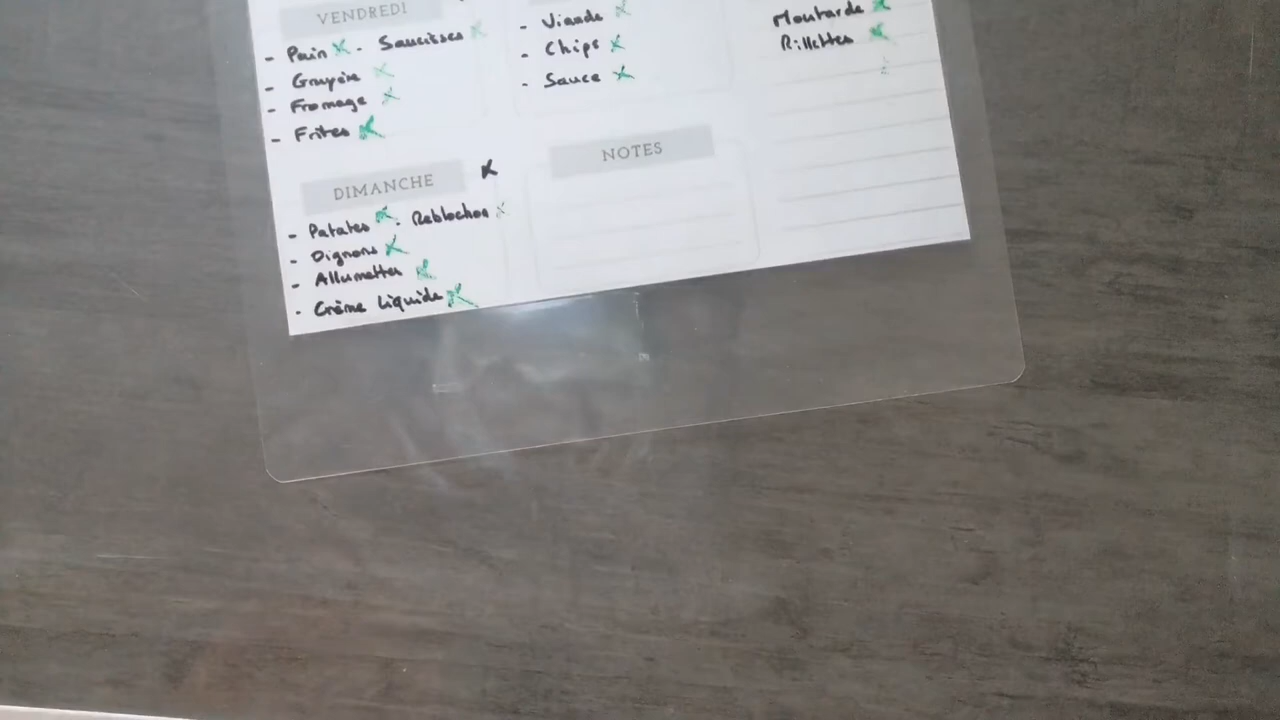 VENDREDI
- Pain - Saucisses
- Gruyère
- Fromage
- Frites
DIMANCHE
- Patates - Reblochon
- Oignons
- Allumettes
- Crème Liquide
- Viande
- Chips
- Sauce
NOTES
Moutarde
Rillettes